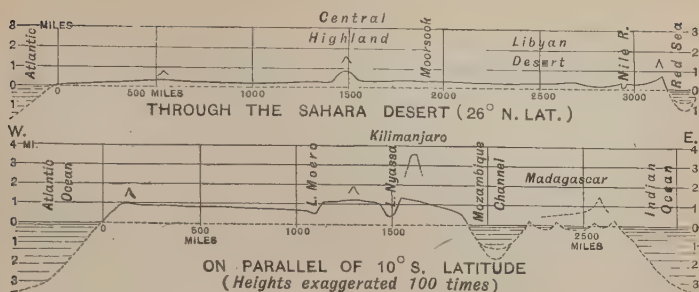 3 MILES
2
1
0
1
Atlantic
Central
Highland
Moorsook
Libyan
Desert
Nile R.
Red Sea
3
2
1
0
1
0 500 MILES 1000 1500 2000 2500 3000
THROUGH THE SAHARA DESERT (26° N. LAT.)
W.
E.
4 MI.
3
2
1
0
1
2
3
Atlantic
Ocean
Kilimanjaro
L. Moero
L. Nyassa
Mozambique
Channel
Madagascar
Indian
Ocean
4
3
2
1
0
1
2
3
0 500 1000 1500 2500
MILES MILES
ON PARALLEL OF 10° S. LATITUDE
(Heights exaggerated 100 times)